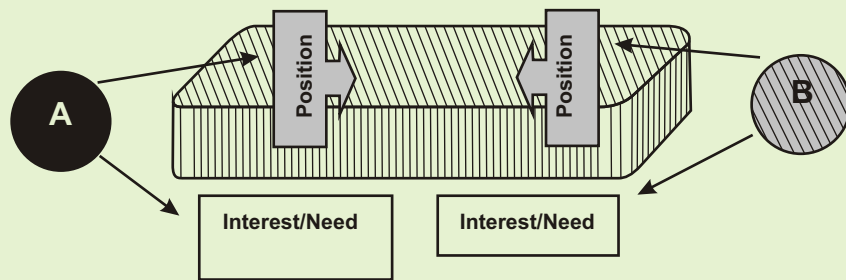 Position
Position
A
B
Interest/Need
Interest/Need